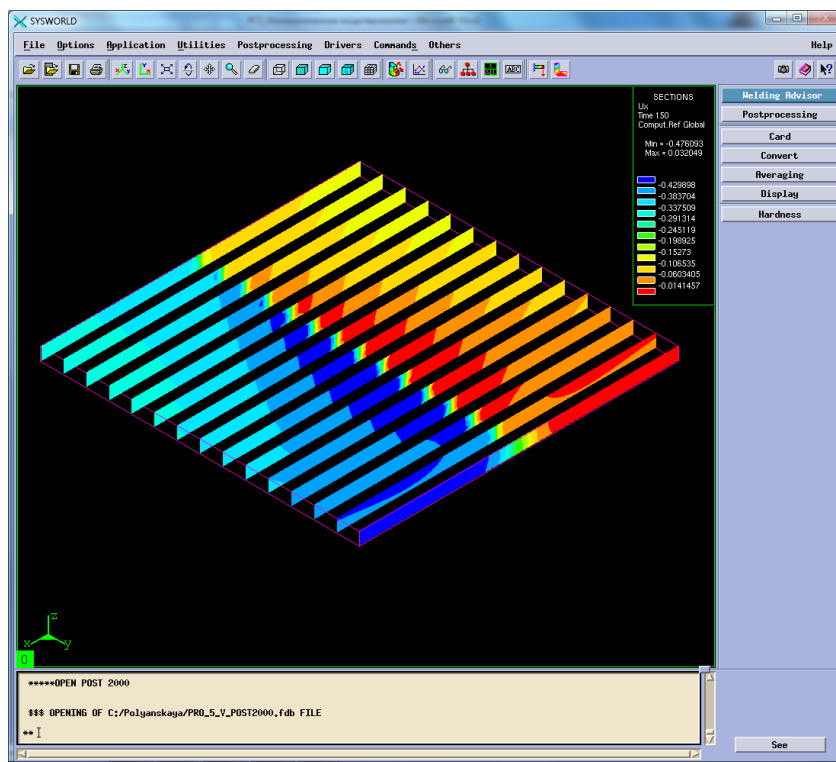 SYSWORLD
File Options Application Utilities Postprocessing Drivers Commands Others Help
ABC
SECTIONS
Ux
Time 150
Comput.Ref Global
Min = -0.476093
Max = 0.032049
-0.429898
-0.383704
-0.337509
-0.291314
-0.245119
-0.198925
-0.15273
-0.106535
-0.0603405
-0.0141457
Welding Advisor
Postprocessing
Card
Convert
Averaging
Display
Hardness
Z
X
Y
0
*****OPEN POST 2000
$$$ OPENING OF C:/Polyanskaya/PRO_5_V_POST2000.fdb FILE
**
See